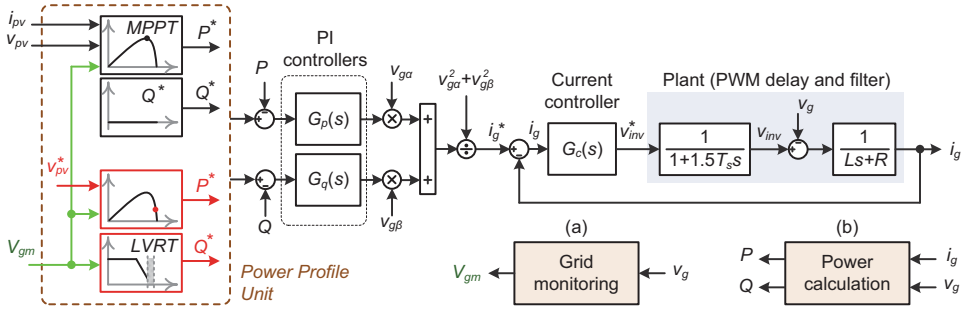 i_pv
v_pv
MPPT
P*
Q*
Q*
v*_pv
P*
V_gm
LVRT
Q*
Power Profile
Unit
PI
controllers
P
G_p(s)
v_gα
G_q(s)
Q
v_gβ
+
+
v²_gα+v²_gβ
÷
i_g*
i_g
Current
controller
G_c(s)
v*_inv
Plant (PWM delay and filter)
1
1+1.5T_s s
v_inv
v_g
1
Ls+R
i_g
(a)
V_gm
Grid
monitoring
v_g
(b)
P
Q
Power
calculation
i_g
v_g